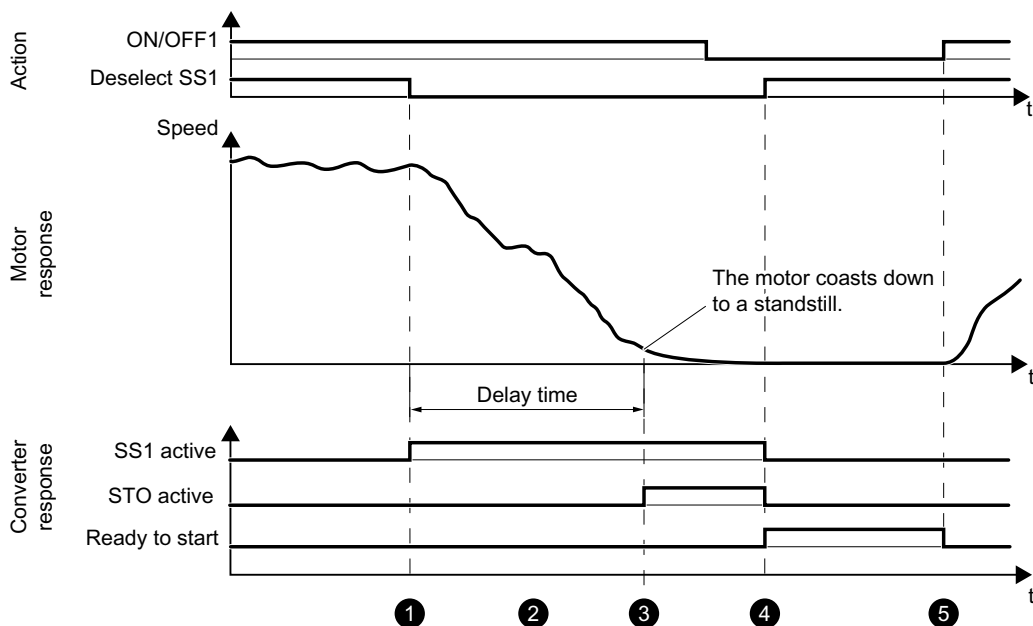 Action
ON/OFF1
Deselect SS1
t
Speed
Motor
response
The motor coasts down
to a standstill.
t
Delay time
Converter
response
SS1 active
STO active
Ready to start
t
1 2 3 4 5